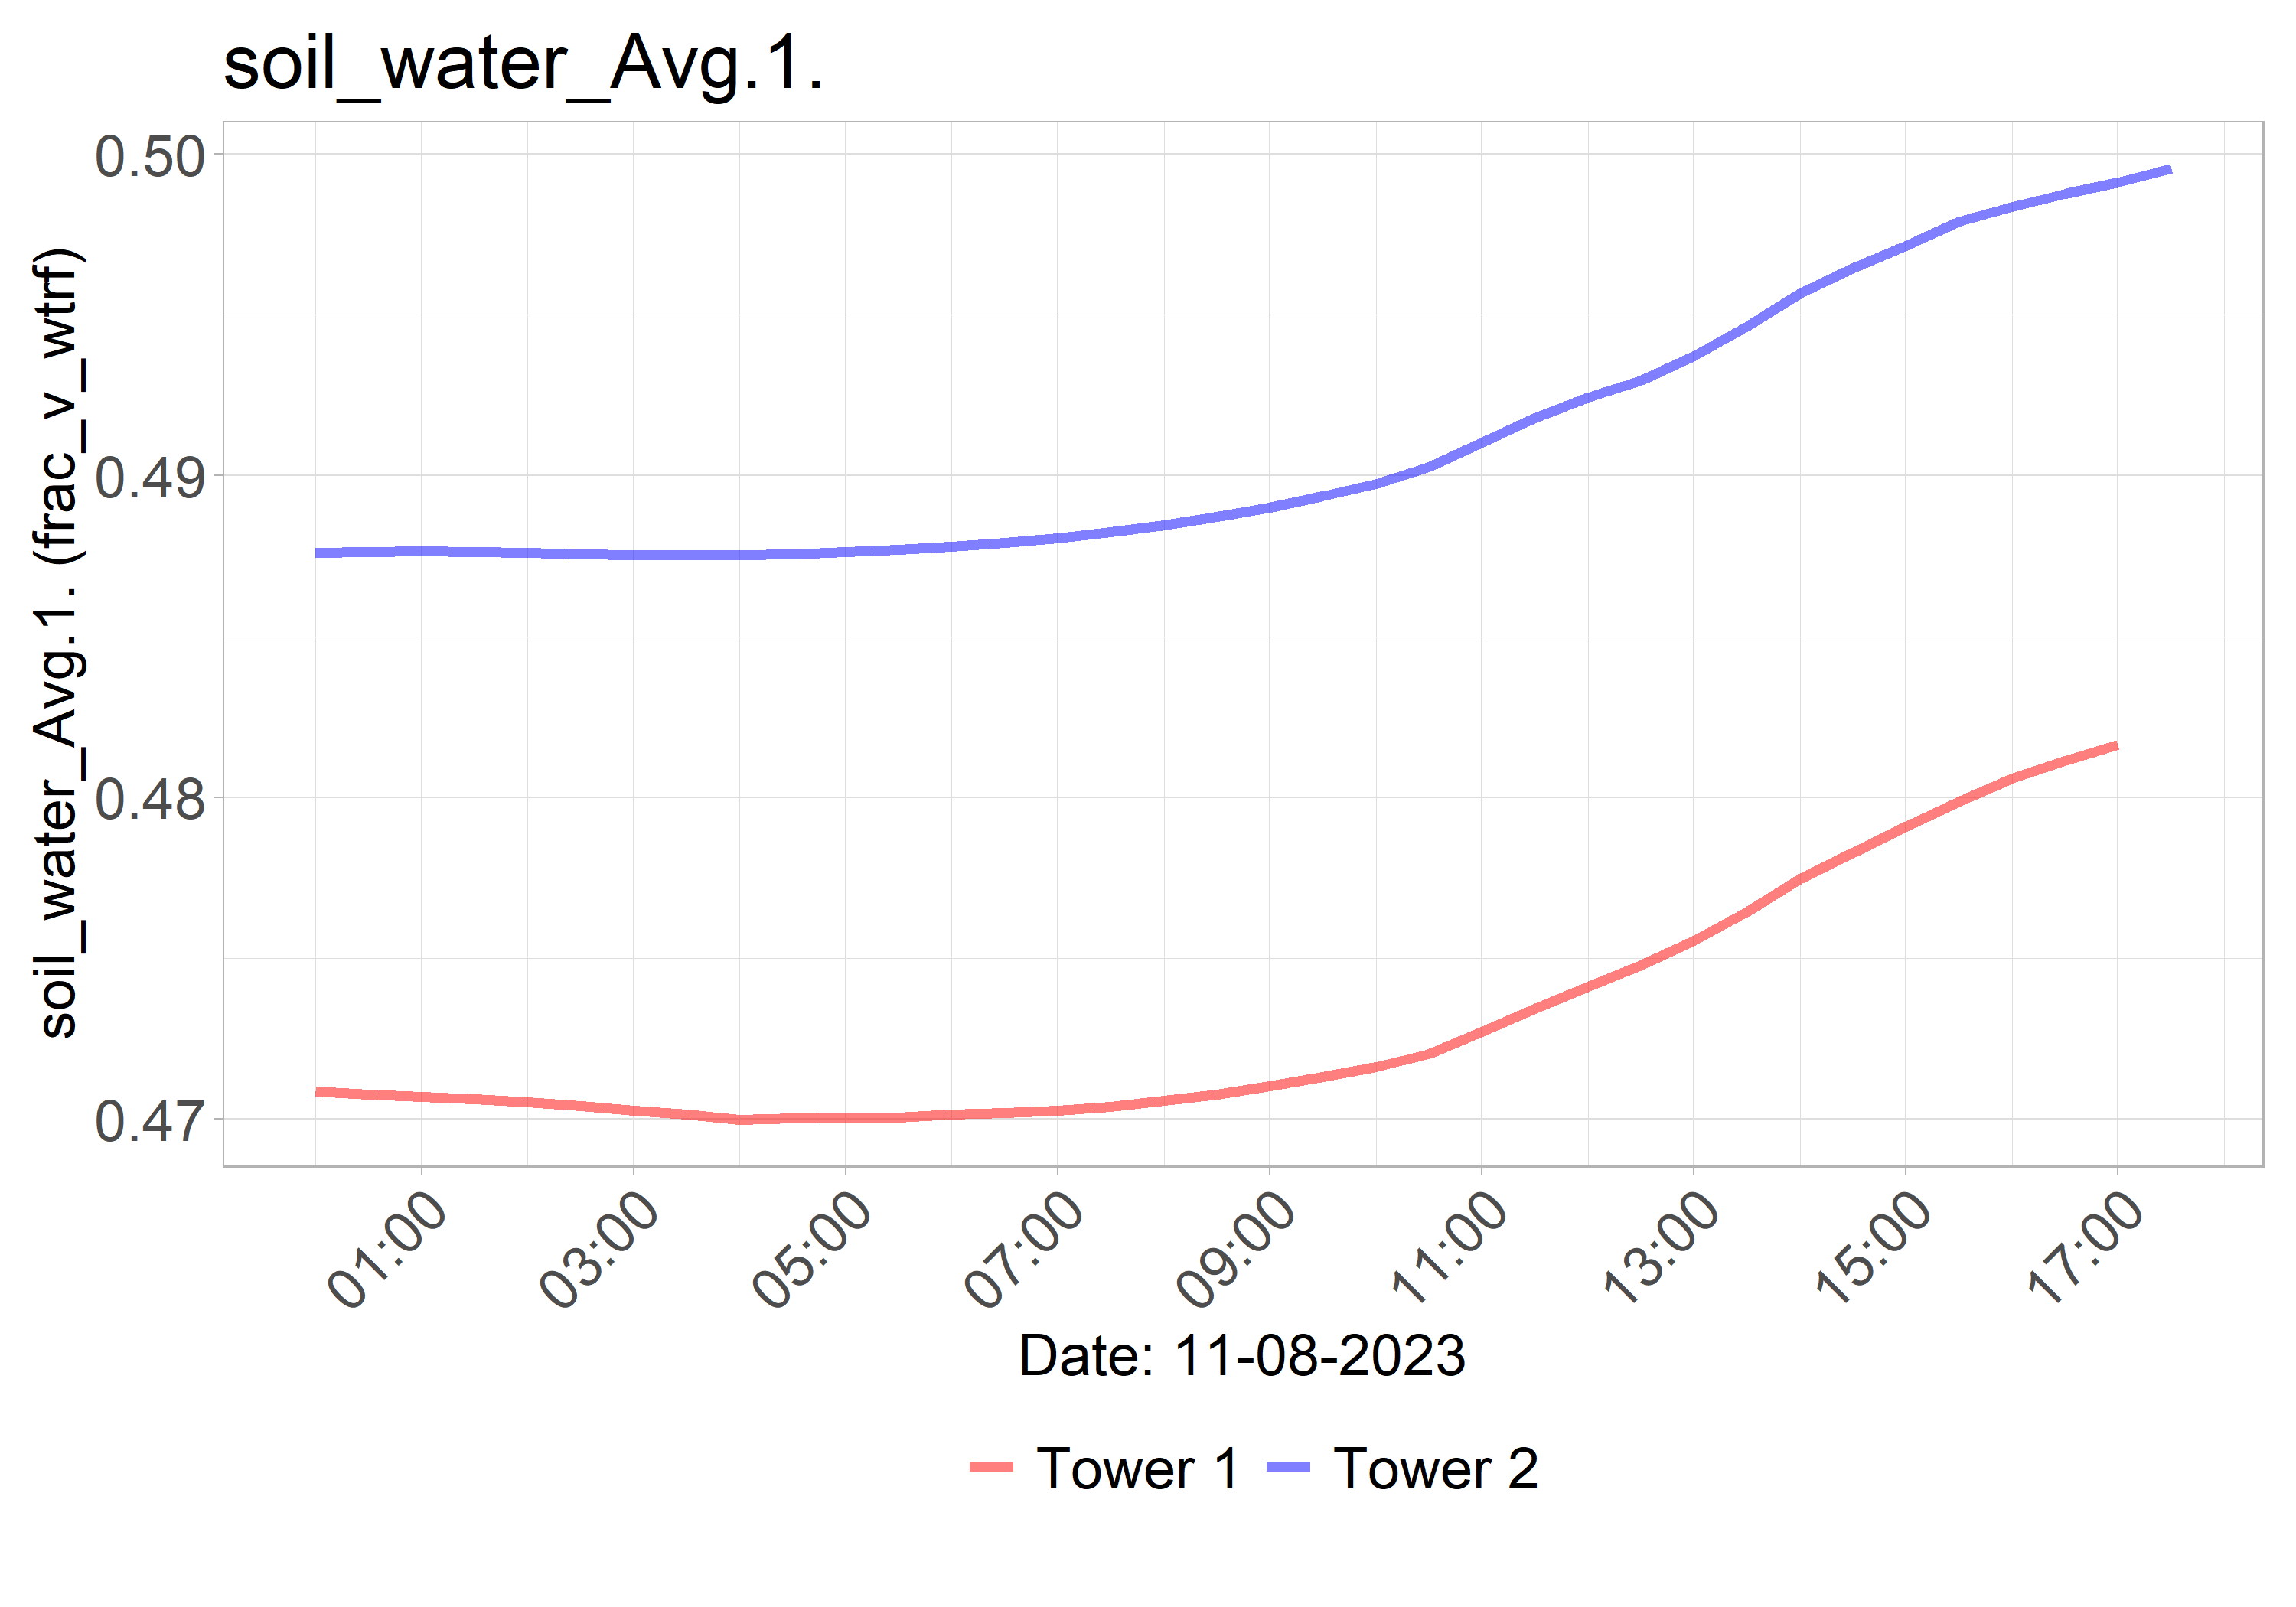 soil_water_Avg.1.
soil_water_Avg.1. (frac_v_wtrf)
0.50
0.49
0.48
0.47
01:00
03:00
05:00
07:00
09:00
11:00
13:00
15:00
17:00
Date: 11-08-2023
Tower 1
Tower 2